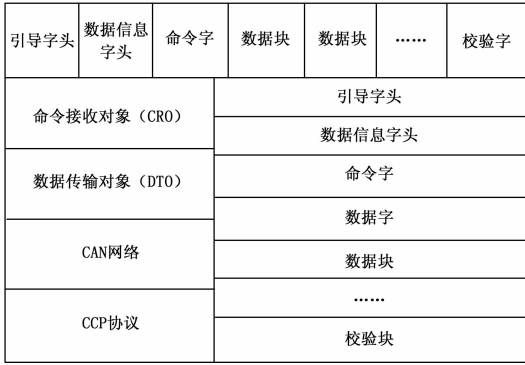 引导字头
数据信息
字头
命令字
数据块
数据块
……
校验字
命令接收对象（CRO）
数据传输对象（DTO）
CAN网络
CCP协议
引导字头
数据信息字头
命令字
数据字
数据块
……
校验块